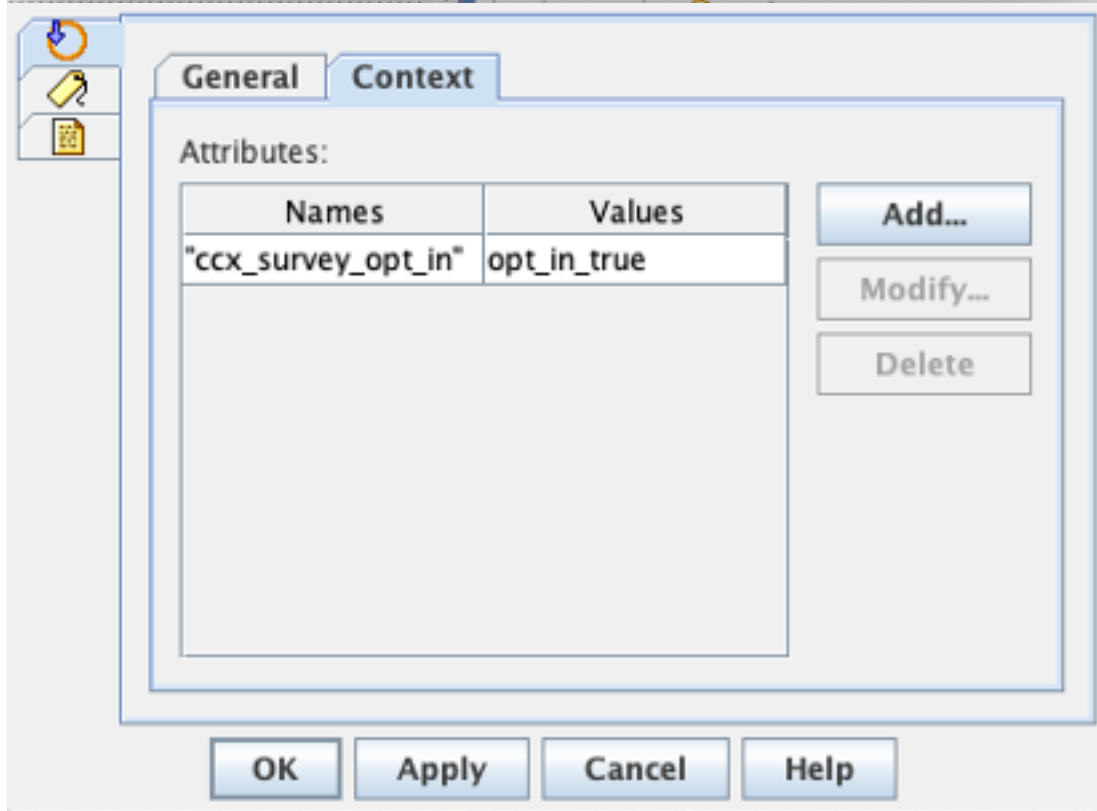 General Context
Attributes:
Names Values
"ccx_survey_opt_in" opt_in_true
Add...
Modify...
Delete
OK Apply Cancel Help